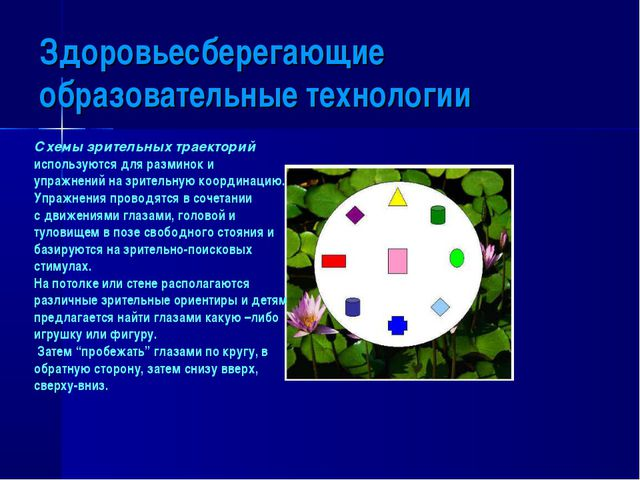 Здоровьесберегающие
образовательные технологии
Схемы зрительных траекторий
используются для разминок и
упражнений на зрительную координацию.
Упражнения проводятся в сочетании
с движениями глазами, головой и
туловищем в позе свободного стояния и
базируются на зрительно-поисковых
стимулах.
На потолке или стене располагаются
различные зрительные ориентиры и детям
предлагается найти глазами какую –либо
игрушку или фигуру.
Затем “пробежать” глазами по кругу, в
обратную сторону, затем снизу вверх,
сверху-вниз.